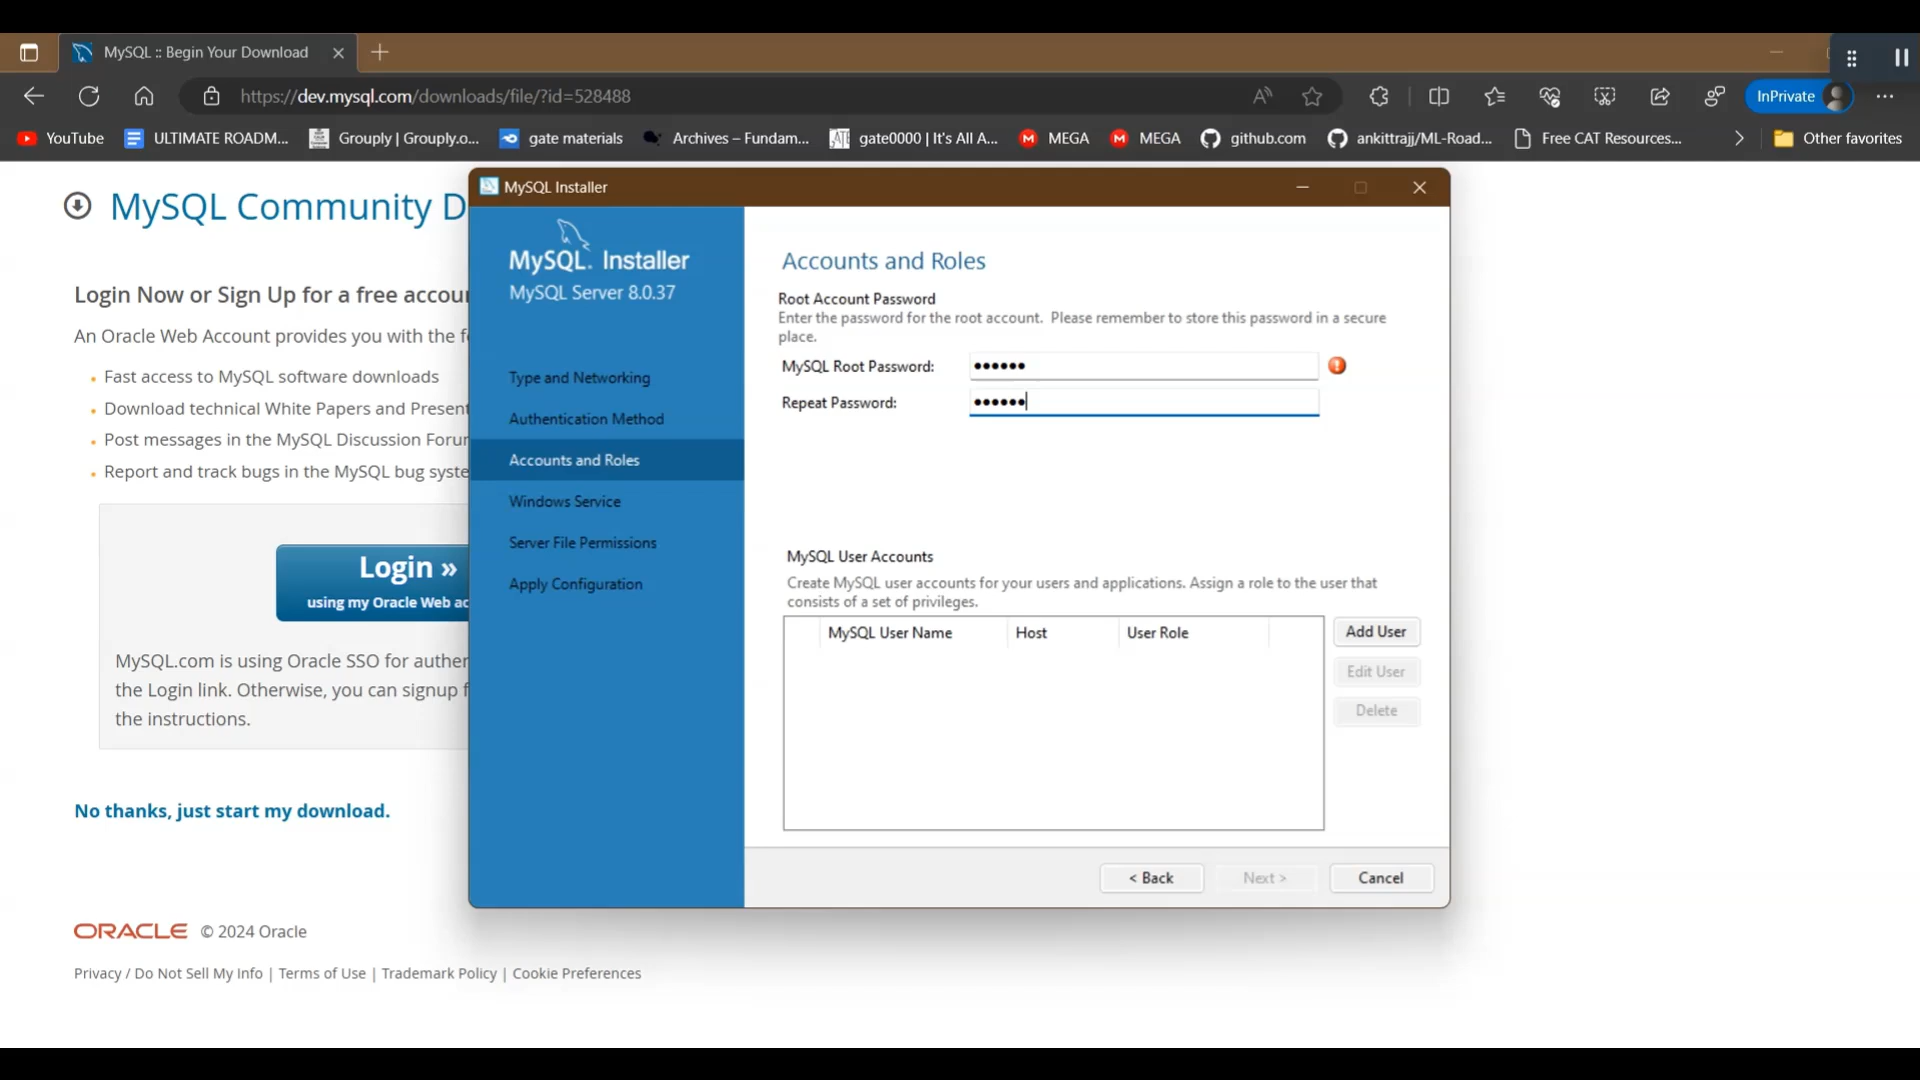 MySQL :: Begin Your Download
https://dev.mysql.com/downloads/file/?id=528488
InPrivate
YouTube
ULTIMATE ROADM...
Grouply | Grouply.o...
gate materials
Archives – Fundam...
gate0000 | It's All A...
MEGA
MEGA
github.com
ankittrajj/ML-Road...
Free CAT Resources...
Other favorites
MySQL Community D
Login Now or Sign Up for a free accou
An Oracle Web Account provides you with the f
Fast access to MySQL software downloads
Download technical White Papers and Presen
Post messages in the MySQL Discussion Foru
Report and track bugs in the MySQL bug syste
Login »
using my Oracle Web ac
MySQL.com is using Oracle SSO for authe
the Login link. Otherwise, you can signup f
the instructions.
No thanks, just start my download.
ORACLE © 2024 Oracle
Privacy / Do Not Sell My Info | Terms of Use | Trademark Policy | Cookie Preferences
MySQL Installer
MySQL. Installer
MySQL Server 8.0.37
Type and Networking
Authentication Method
Accounts and Roles
Windows Service
Server File Permissions
Apply Configuration
Accounts and Roles
Root Account Password
Enter the password for the root account. Please remember to store this password in a secure
place.
MySQL Root Password: ••••••
Repeat Password: ••••••
MySQL User Accounts
Create MySQL user accounts for your users and applications. Assign a role to the user that
consists of a set of privileges.
MySQL User Name Host User Role
Add User
Edit User
Delete
< Back Next > Cancel